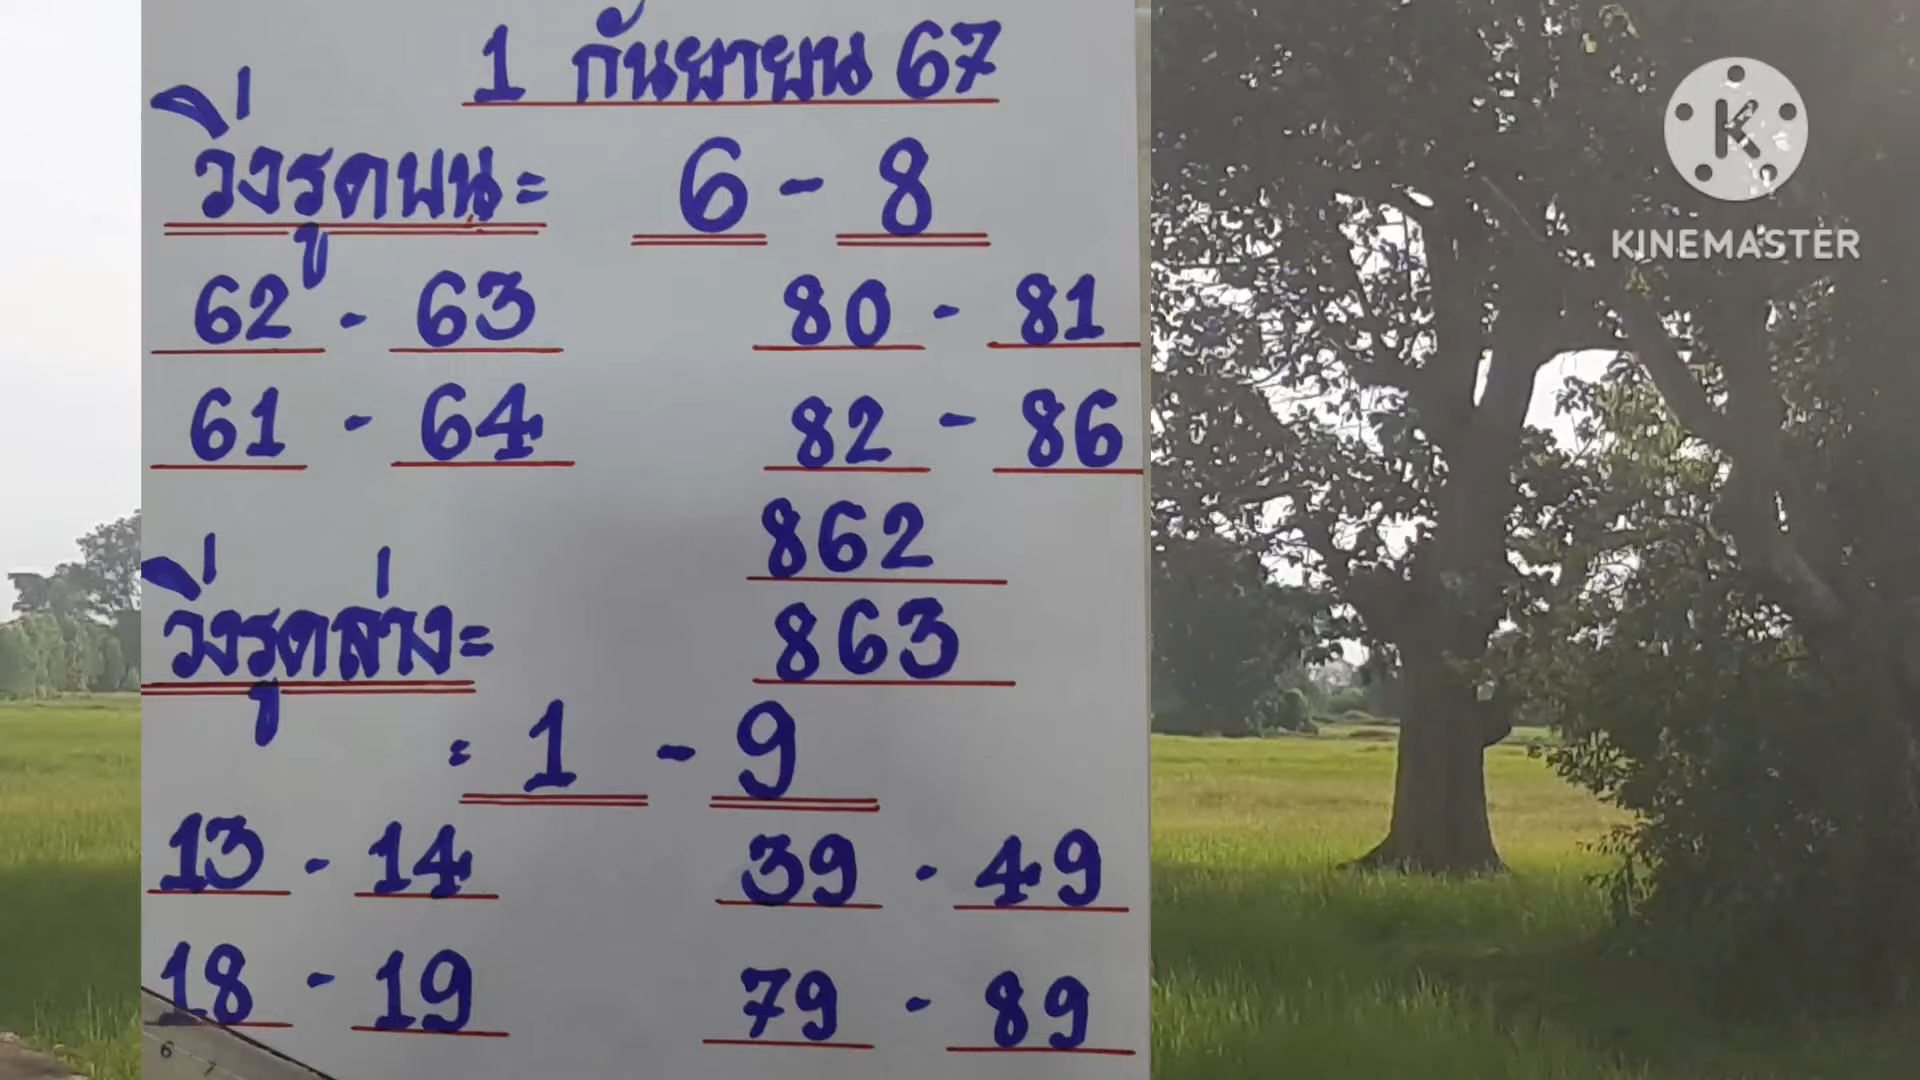 1 กันยายน 67
วิ่งรูดบน= 6 - 8
62 - 63 80 - 81
61 - 64 82 - 86
862
วิ่งรูดล่าง= 863
= 1 - 9
13 - 14 39 - 49
18 - 19 79 - 89
6 7
K
KINEMASTER